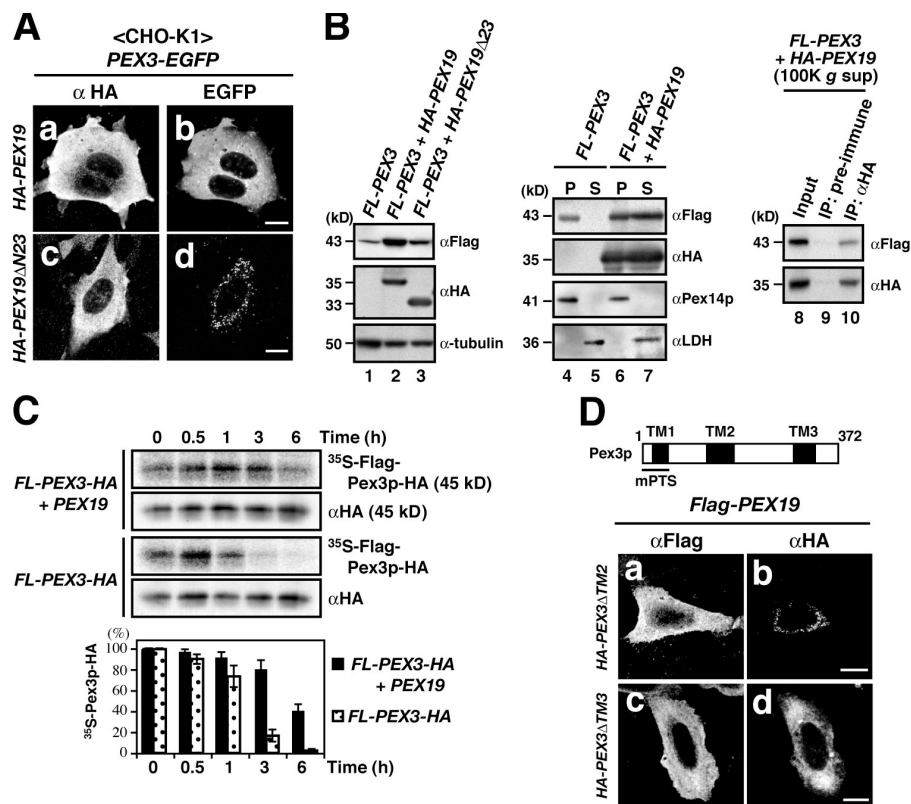 A
<CHO-K1>
PEX3-EGFP
α HA
EGFP
HA-PEX19
a
b
HA-PEX19ΔN23
c
d
B
FL-PEX3
FL-PEX3 + HA-PEX19
FL-PEX3 + HA-PEX19Δ23
(kD)
43
αFlag
35
33
αHA
50
α-tubulin
1 2 3
FL-PEX3
FL-PEX3
+ HA-PEX19
P S P S
(kD)
43
αFlag
35
αHA
41
αPex14p
36
αLDH
4 5 6 7
FL-PEX3
+ HA-PEX19
(100K g sup)
Input
IP: pre-immune
IP: αHA
(kD)
43
αFlag
35
αHA
8 9 10
C
0 0.5 1 3 6 Time (h)
FL-PEX3-HA
+ PEX19
35S-Flag-
Pex3p-HA (45 kD)
αHA (45 kD)
FL-PEX3-HA
35S-Flag-
Pex3p-HA
αHA
(%)
100
80
60
40
20
0
35S-Pex3p-HA
FL-PEX3-HA
+ PEX19
FL-PEX3-HA
0 0.5 1 3 6 Time (h)
D
1 TM1 TM2 TM3 372
Pex3p
mPTS
Flag-PEX19
αFlag
αHA
HA-PEX3ΔTM2
a
b
HA-PEX3ΔTM3
c
d